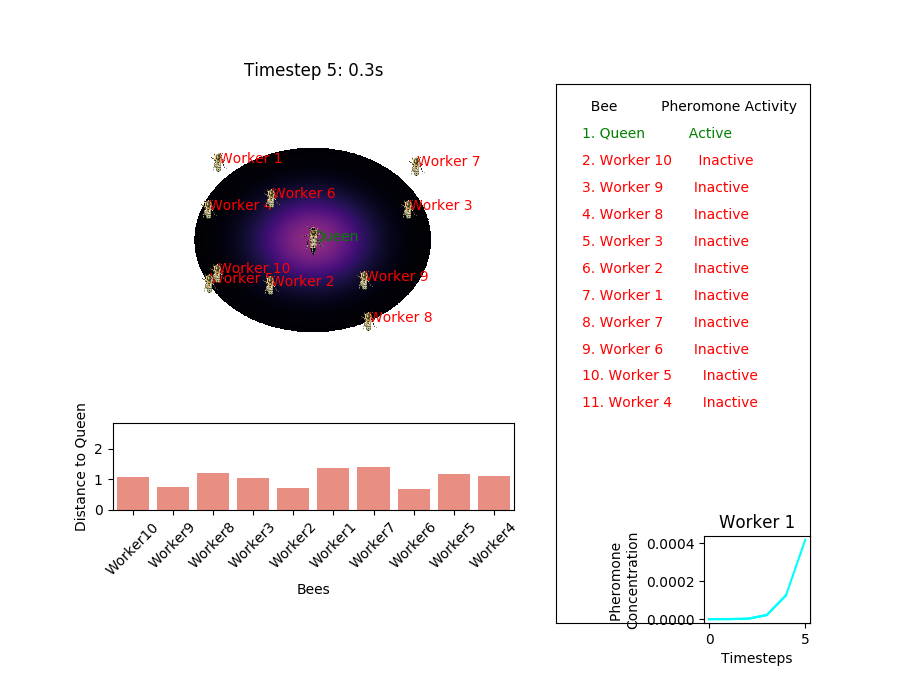 Timestep 5: 0.3s
Worker 1
Worker 7
Worker 6
Worker 3
Worker
Queen
Worker 10
Worker 2
Worker 9
Worker 8
Bee Pheromone Activity
1. Queen Active
2. Worker 10 Inactive
3. Worker 9 Inactive
4. Worker 8 Inactive
5. Worker 3 Inactive
6. Worker 2 Inactive
7. Worker 1 Inactive
8. Worker 7 Inactive
9. Worker 6 Inactive
10. Worker 5 Inactive
11. Worker 4 Inactive
Distance to Queen
2
1
0
Worker10
Worker9
Worker8
Worker3
Worker2
Worker1
Worker7
Worker6
Worker5
Worker4
Bees
Worker 1
Pheromone
Concentration
0.0004
0.0002
0.0000
0
5
Timesteps